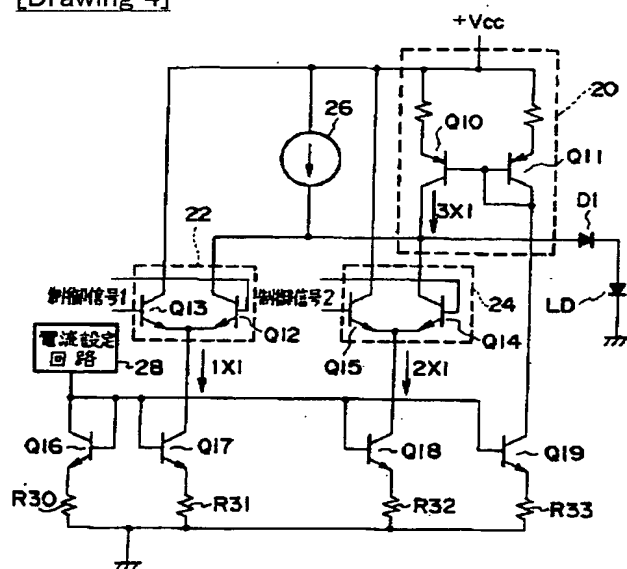 [Drawing 4]
+Vcc
20
26
Q10
Q11
3X1
D1
22
制御信号1
Q13
Q12
制御信号2
24
LD
Q15
Q14
電流設定
回路
28
1X1
2X1
Q16
Q17
Q18
Q19
R30
R31
R32
R33